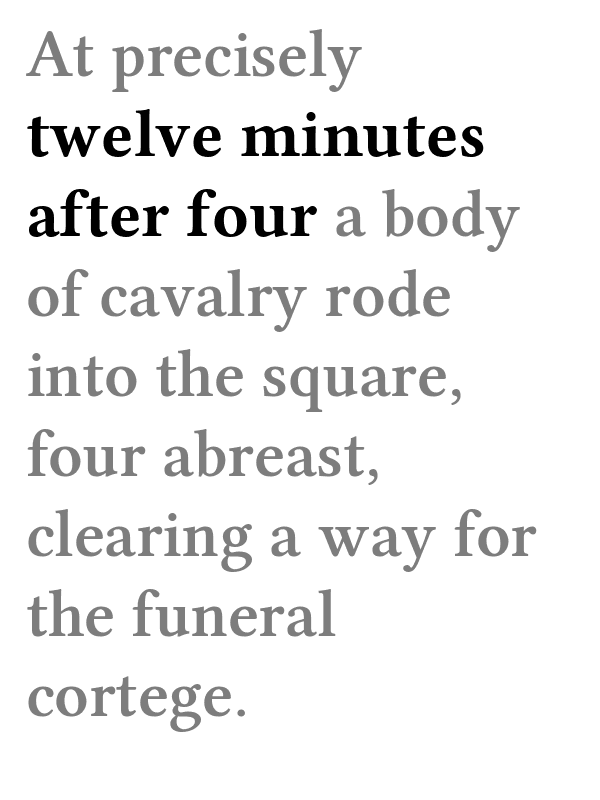 At precisely
twelve minutes
after four a body
of cavalry rode
into the square,
four abreast,
clearing a way for
the funeral
cortege.